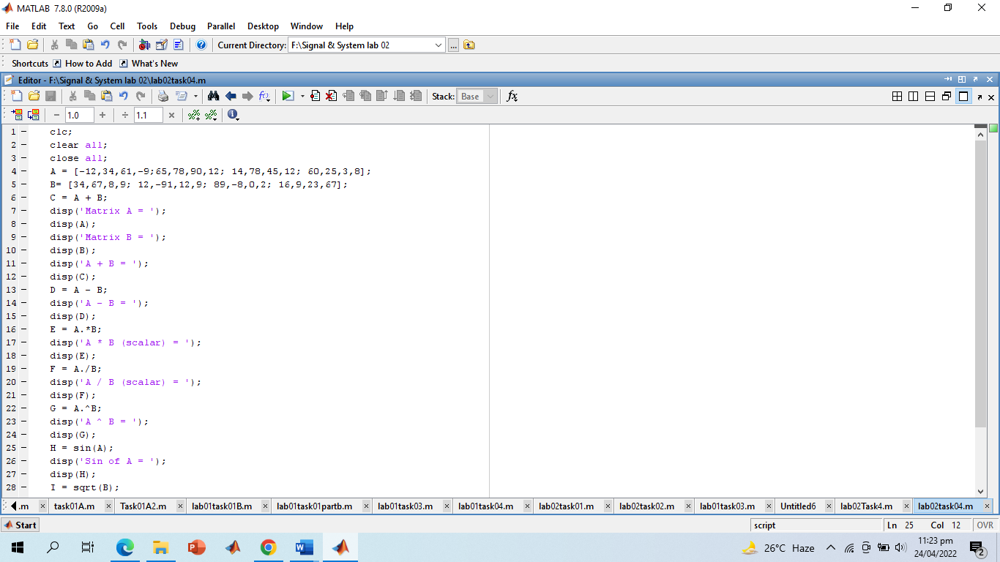 MATLAB 7.8.0 (R2009a)
File Edit Text Go Cell Tools Debug Parallel Desktop Window Help
Current Directory: F:\Signal & System lab 02 ...
Shortcuts How to Add What's New
Editor - F:\Signal & System lab 02\lab02task04.m
Stack: Base fx
− 1.0 + ÷ 1.1 ×
1 − clc;
2 − clear all;
3 − close all;
4 − A = [-12,34,61,-9;65,78,90,12; 14,78,45,12; 60,25,3,8];
5 − B= [34,67,8,9; 12,-91,12,9; 89,-8,0,2; 16,9,23,67];
6 − C = A + B;
7 − disp('Matrix A = ');
8 − disp(A);
9 − disp('Matrix B = ');
10 − disp(B);
11 − disp('A + B = ');
12 − disp(C);
13 − D = A - B;
14 − disp('A - B = ');
15 − disp(D);
16 − E = A.*B;
17 − disp('A * B (scalar) = ');
18 − disp(E);
19 − F = A./B;
20 − disp('A / B (scalar) = ');
21 − disp(F);
22 − G = A.^B;
23 − disp('A ^ B = ');
24 − disp(G);
25 − H = sin(A);
26 − disp('Sin of A = ');
27 − disp(H);
28 − I = sqrt(B);
.m task01A.m Task01A2.m lab01task01B.m lab01task01partb.m lab01task03.m lab01task04.m lab02task01.m lab02task02.m lab01task03.m Untitled6 lab02Task4.m lab02task04.m
Start script Ln 25 Col 12 OVR
26°C Haze 11:23 pm
24/04/2022 2